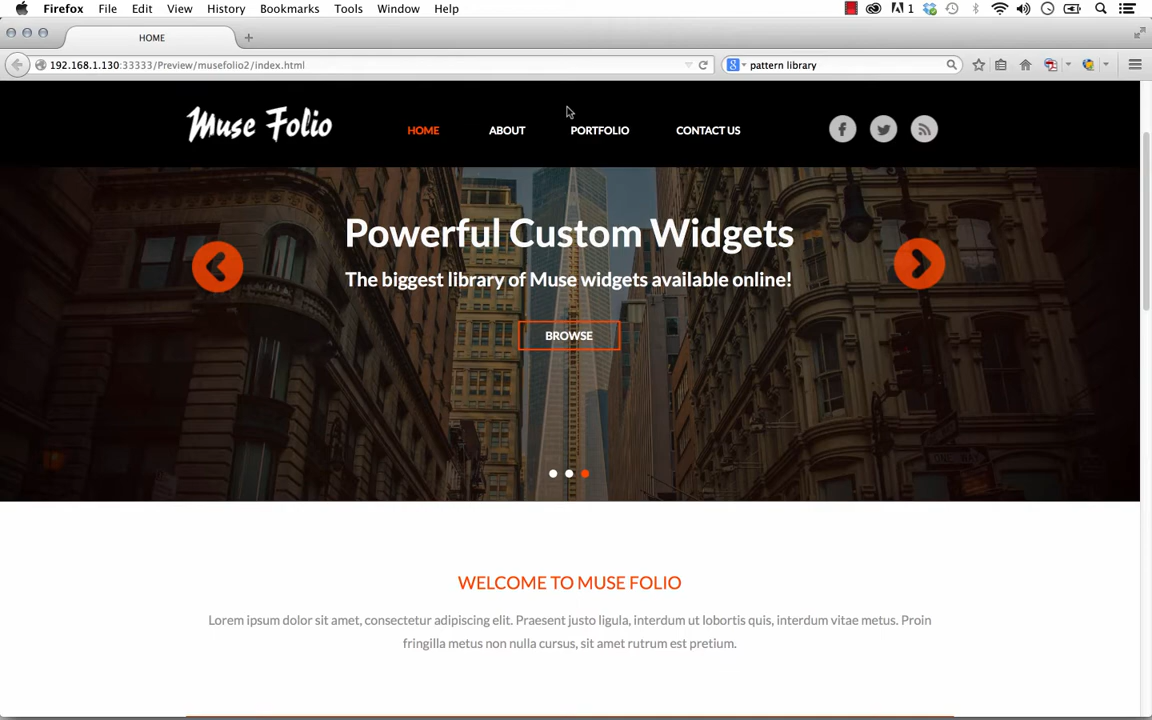 Firefox File Edit View History Bookmarks Tools Window Help 1
HOME
192.168.1.130:33333/Preview/musefolio2/index.html 8 pattern library
Muse Folio HOME ABOUT PORTFOLIO CONTACT US
Powerful Custom Widgets
The biggest library of Muse widgets available online!
BROWSE
WELCOME TO MUSE FOLIO
Lorem ipsum dolor sit amet, consectetur adipiscing elit. Praesent justo ligula, interdum ut lobortis quis, interdum vitae metus. Proin
fringilla metus non nulla cursus, sit amet rutrum est pretium.